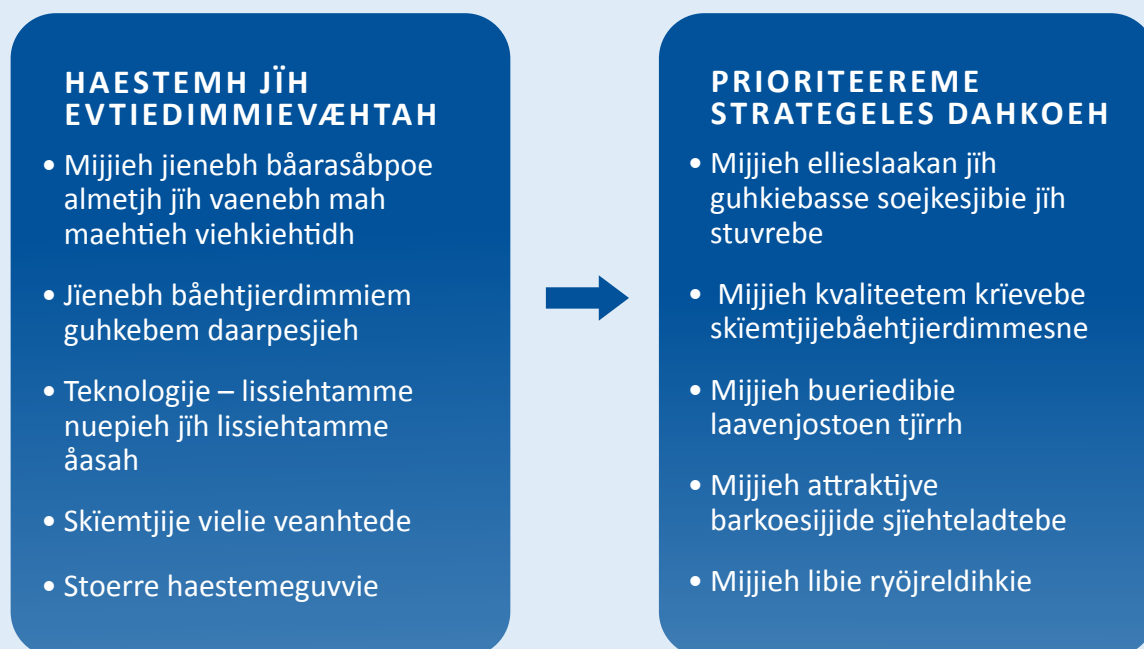 HAESTEMH JÏH
EVTIEDIMMIEVÆHTAH
• Mijjieh jienebh båarasåbpoe
almetjh jïh vaenebh mah
maehtieh viehkiehtidh
• Jïenebh båehtjierdimmiem
guhkebem daarpesjieh
• Teknologije – lissiehtamme
nuepieh jïh lissiehtamme
åasah
• Skïemtjije vielie veanhtede
• Stoerre haestemeguvvie
PRIORITEEREME
STRATEGELES DAHKOEH
• Mijjieh ellieslaakan jïh
guhkiebasse soejkesjibie jïh
stuvrebe
• Mijjieh kvaliteetem krïevebe
skïemtjijebåehtjierdimmesne
• Mijjieh bueriedibie
laavenjostoen tjïrrh
• Mijjieh attraktijve
barkoesijjide sjïehteladtebe
• Mijjieh libie ryöjreldihkie